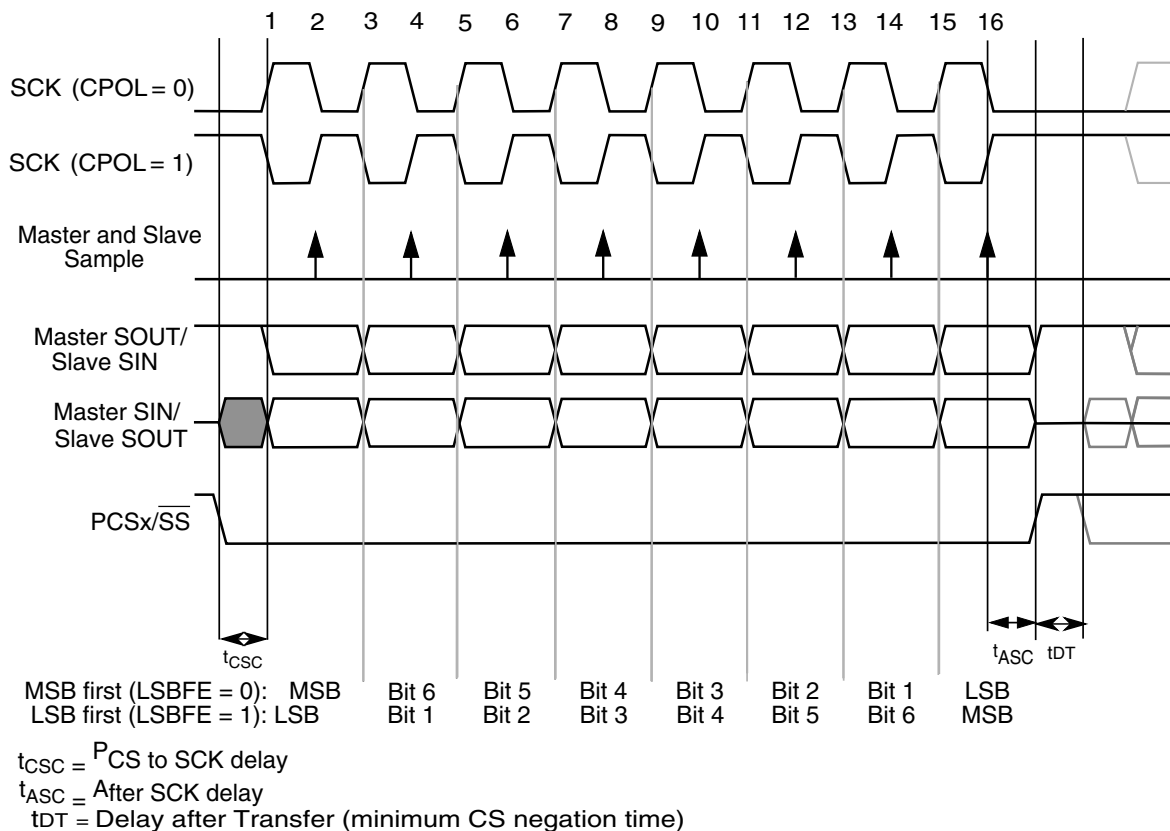 1 2 3 4 5 6 7 8 9 10 11 12 13 14 15 16
SCK (CPOL = 0)
SCK (CPOL = 1)
Master and Slave
Sample
Master SOUT/
Slave SIN
Master SIN/
Slave SOUT
PCSx/SS
tCSC
tASC tDT
MSB first (LSBFE = 0): MSB Bit 6 Bit 5 Bit 4 Bit 3 Bit 2 Bit 1 LSB
LSB first (LSBFE = 1): LSB Bit 1 Bit 2 Bit 3 Bit 4 Bit 5 Bit 6 MSB
tCSC = PCS to SCK delay
tASC = After SCK delay
tDT = Delay after Transfer (minimum CS negation time)